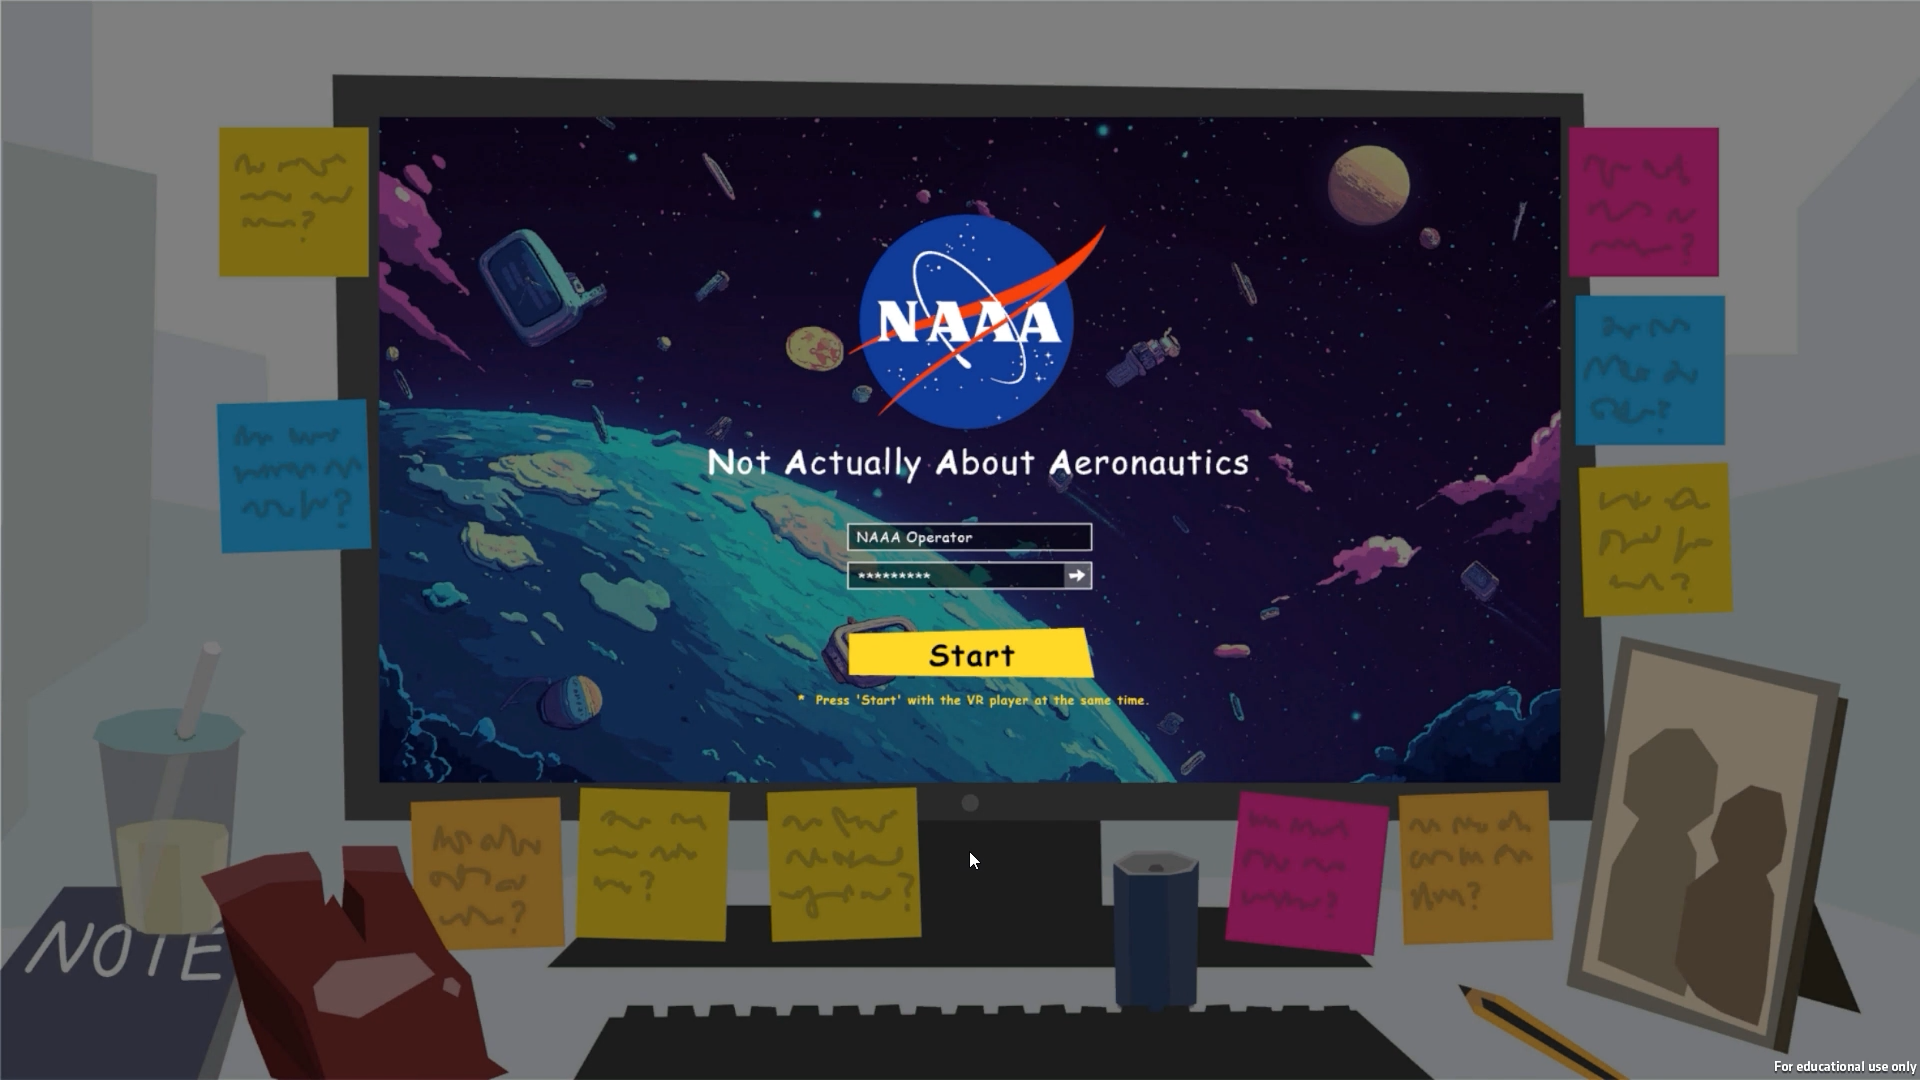 NAAA
Not Actually About Aeronautics
NAAA Operator
*********
Start
* Press 'Start' with the VR player at the same time.
NOTE
For educational use only